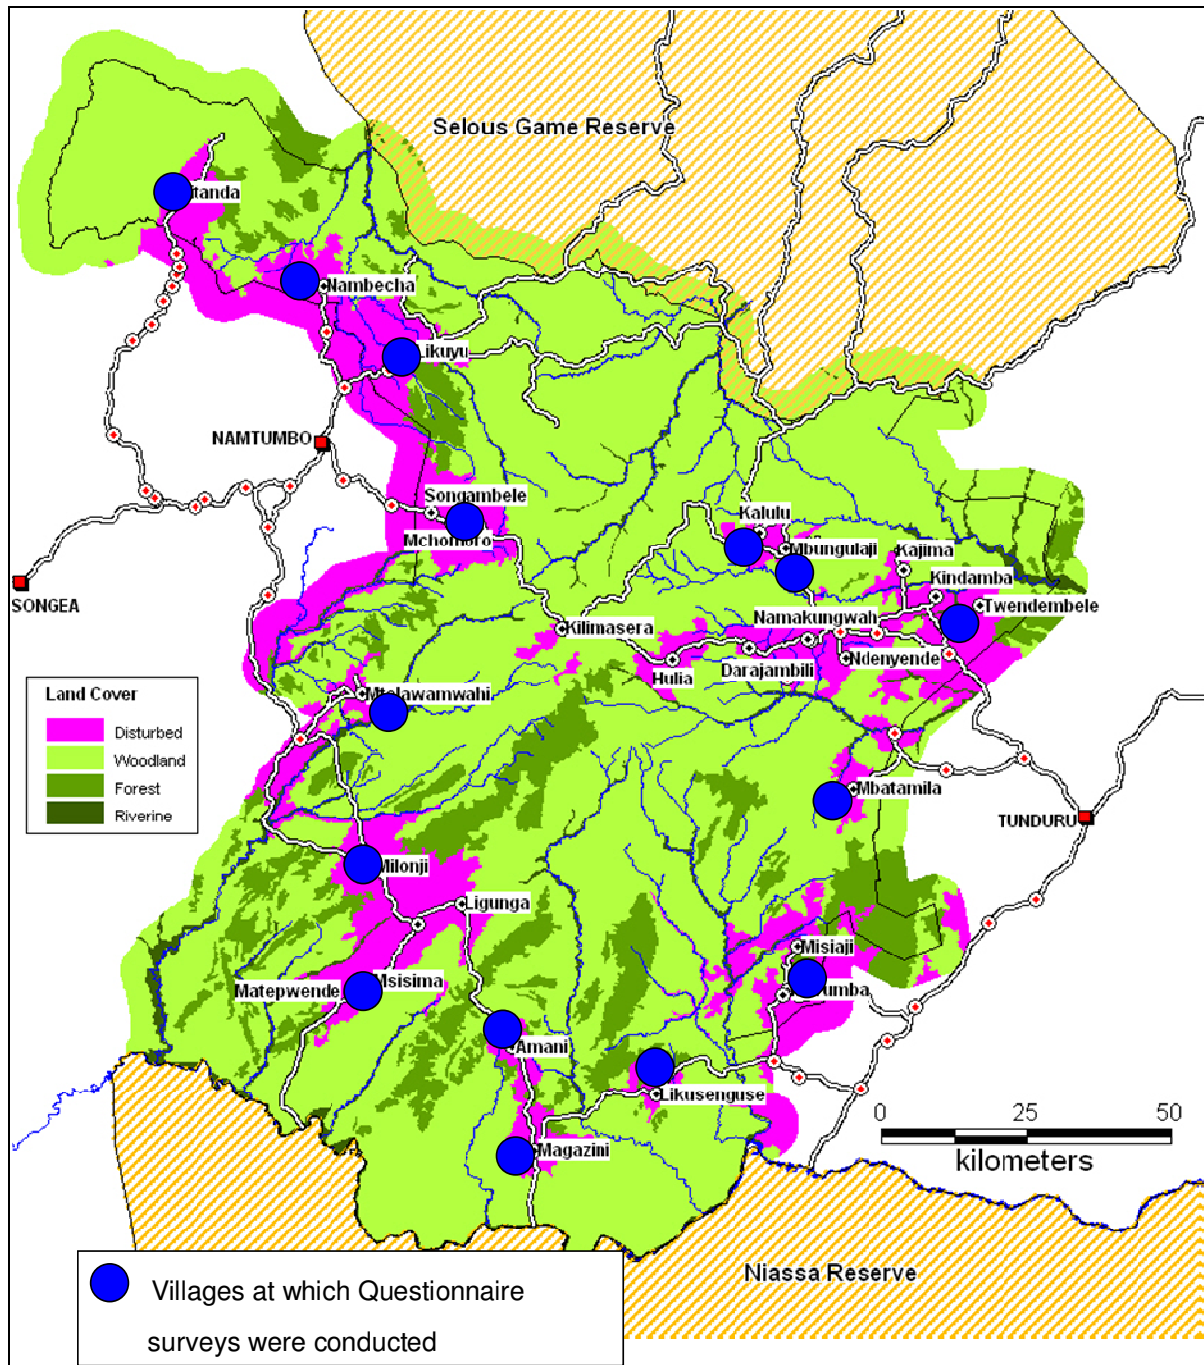 Selous Game Reserve
Nambecha
Likuyu
NAMTUMBO
Songambele
Mchomoro
Kalulu
Mbungulaji
Kajima
Kindamba
Twendembele
SONGEA
Kilimasera
Namakungwah
Hulia
Darajambili
Ndenyende
Land Cover
Disturbed
Woodland
Forest
Riverine
Mtelawamwahi
Mbatamila
TUNDURU
Milonji
Ligunga
Misiaji
Matepwende
Msisima
Amani
Likusenguse
Magazini
0 25 50
kilometers
Niassa Reserve
Villages at which Questionnaire
surveys were conducted